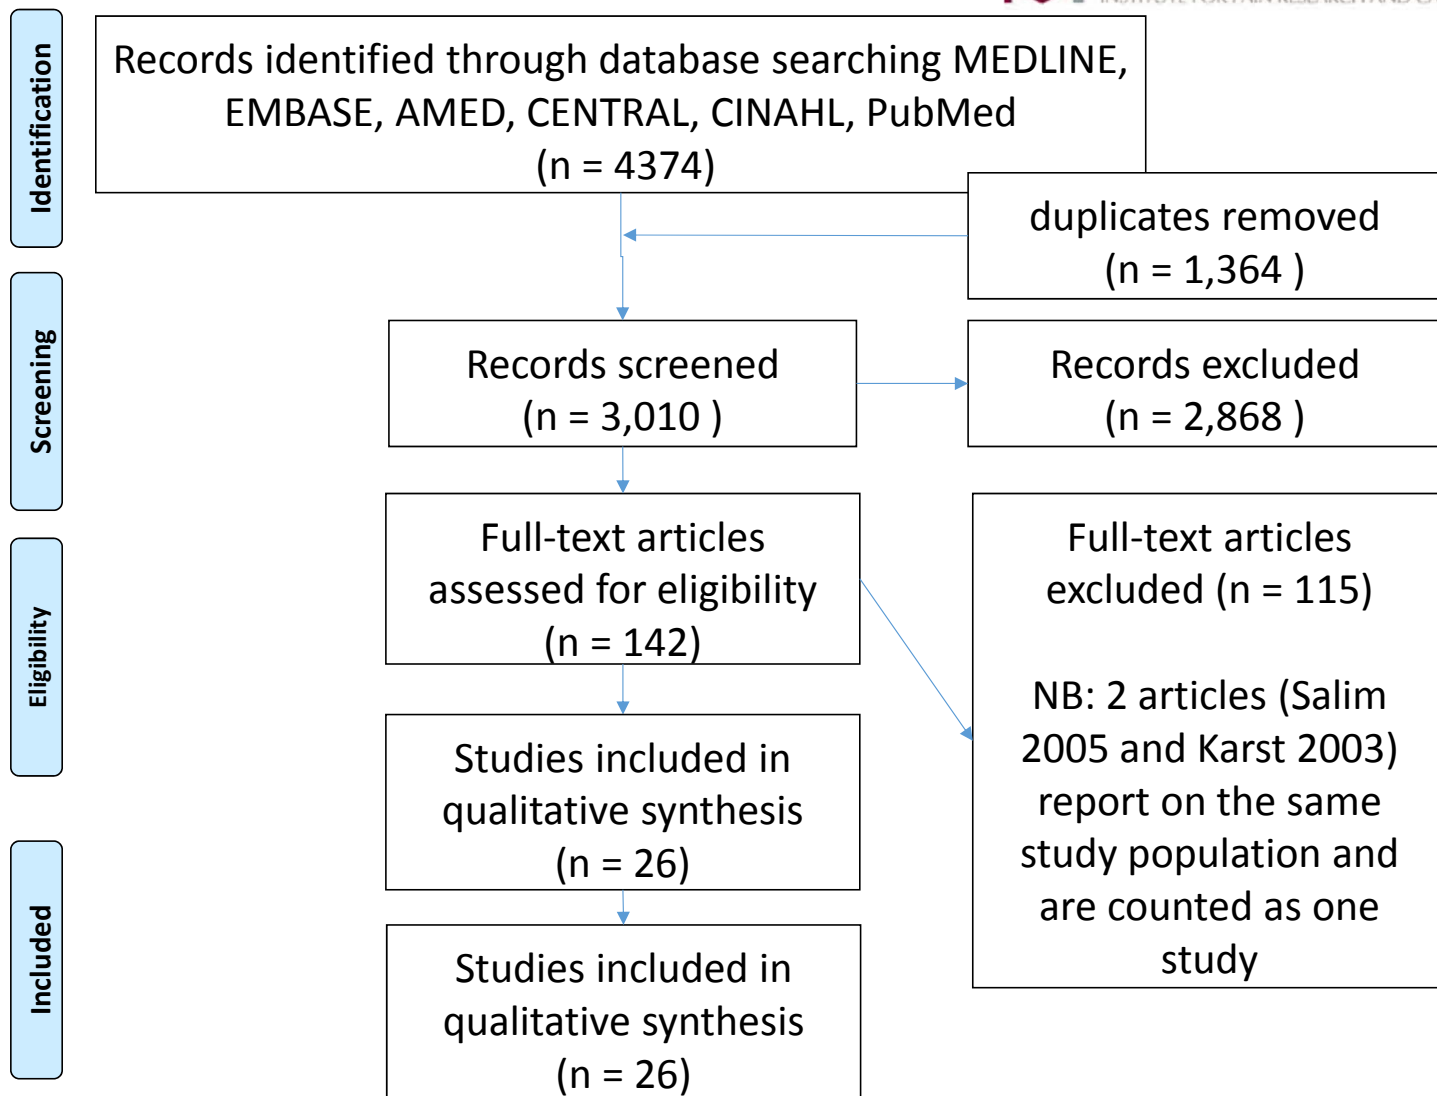 Identification
Records identified through database searching MEDLINE,
EMBASE, AMED, CENTRAL, CINAHL, PubMed
(n = 4374)
duplicates removed
(n = 1,364 )
Screening
Records screened
(n = 3,010 )
Records excluded
(n = 2,868 )
Eligibility
Full-text articles
assessed for eligibility
(n = 142)
Full-text articles
excluded (n = 115)
NB: 2 articles (Salim
2005 and Karst 2003)
report on the same
study population and
are counted as one
study
Studies included in
qualitative synthesis
(n = 26)
Included
Studies included in
qualitative synthesis
(n = 26)